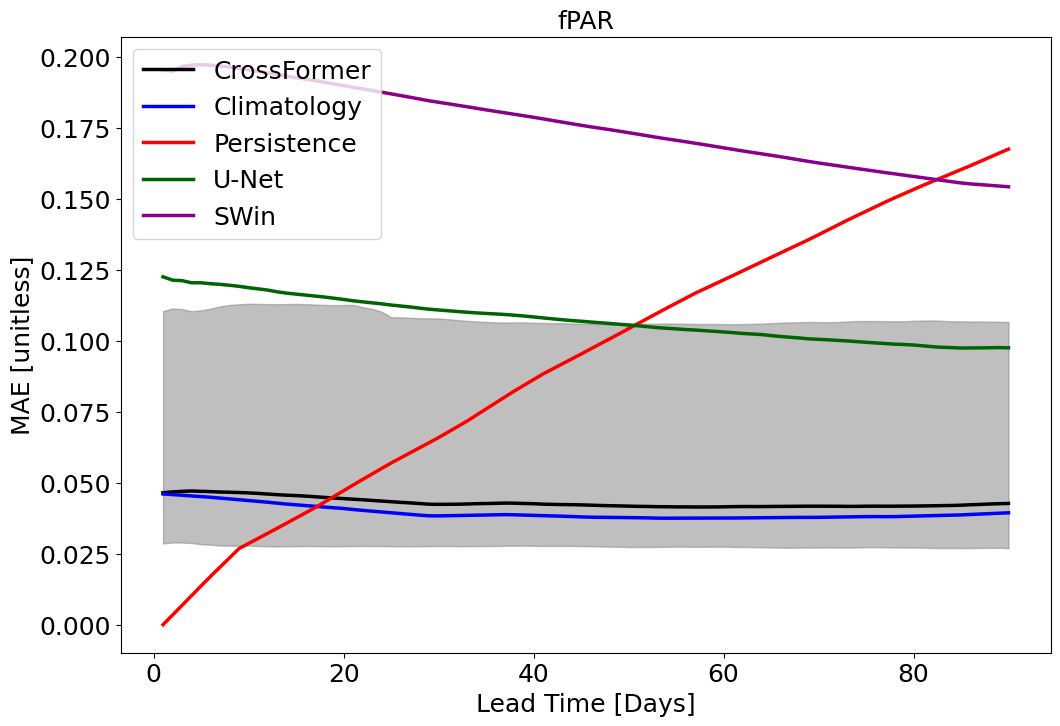 fPAR
0.200
0.175
0.150
0.125
0.100
0.075
0.050
0.025
0.000
MAE [unitless]
CrossFormer
Climatology
Persistence
U-Net
SWin
0 20 40 60 80
Lead Time [Days]